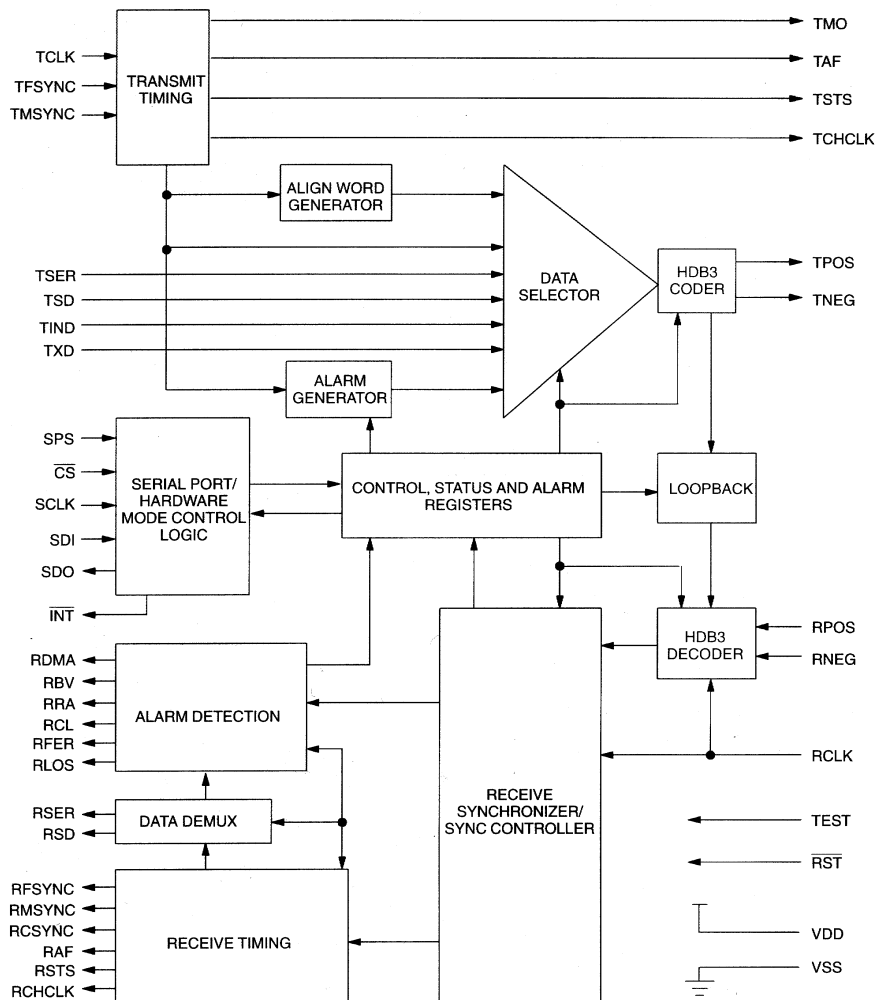 TMO
TCLK
TAF
TRANSMIT
TIMING
TFSYNC
TSTS
TMSYNC
TCHCLK
ALIGN WORD
GENERATOR
TSER
TSD
TIND
TXD
DATA
SELECTOR
HDB3
CODER
TPOS
TNEG
ALARM
GENERATOR
SPS
CS
SCLK
SDI
SDO
INT
SERIAL PORT/
HARDWARE
MODE CONTROL
LOGIC
CONTROL, STATUS AND ALARM
REGISTERS
LOOPBACK
HDB3
DECODER
RPOS
RNEG
RCLK
RDMA
RBV
RRA
RCL
RFER
RLOS
ALARM DETECTION
RECEIVE
SYNCHRONIZER/
SYNC CONTROLLER
RSER
RSD
DATA DEMUX
TEST
RST
RFSYNC
RMSYNC
RCSYNC
RAF
RSTS
RCHCLK
RECEIVE TIMING
VDD
VSS